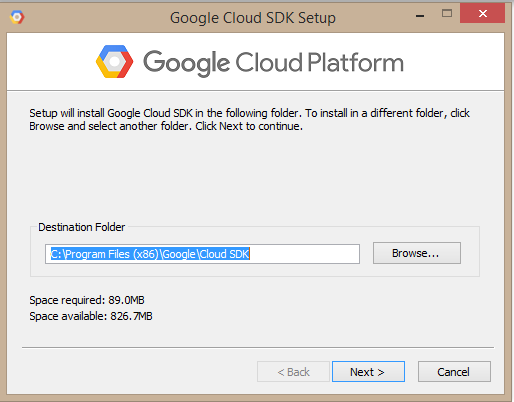 Google Cloud SDK Setup
Google Cloud Platform
Setup will install Google Cloud SDK in the following folder. To install in a different folder, click
Browse and select another folder. Click Next to continue.
Destination Folder
C:\Program Files (x86)\Google\Cloud SDK
Browse...
Space required: 89.0MB
Space available: 826.7MB
< Back
Next >
Cancel